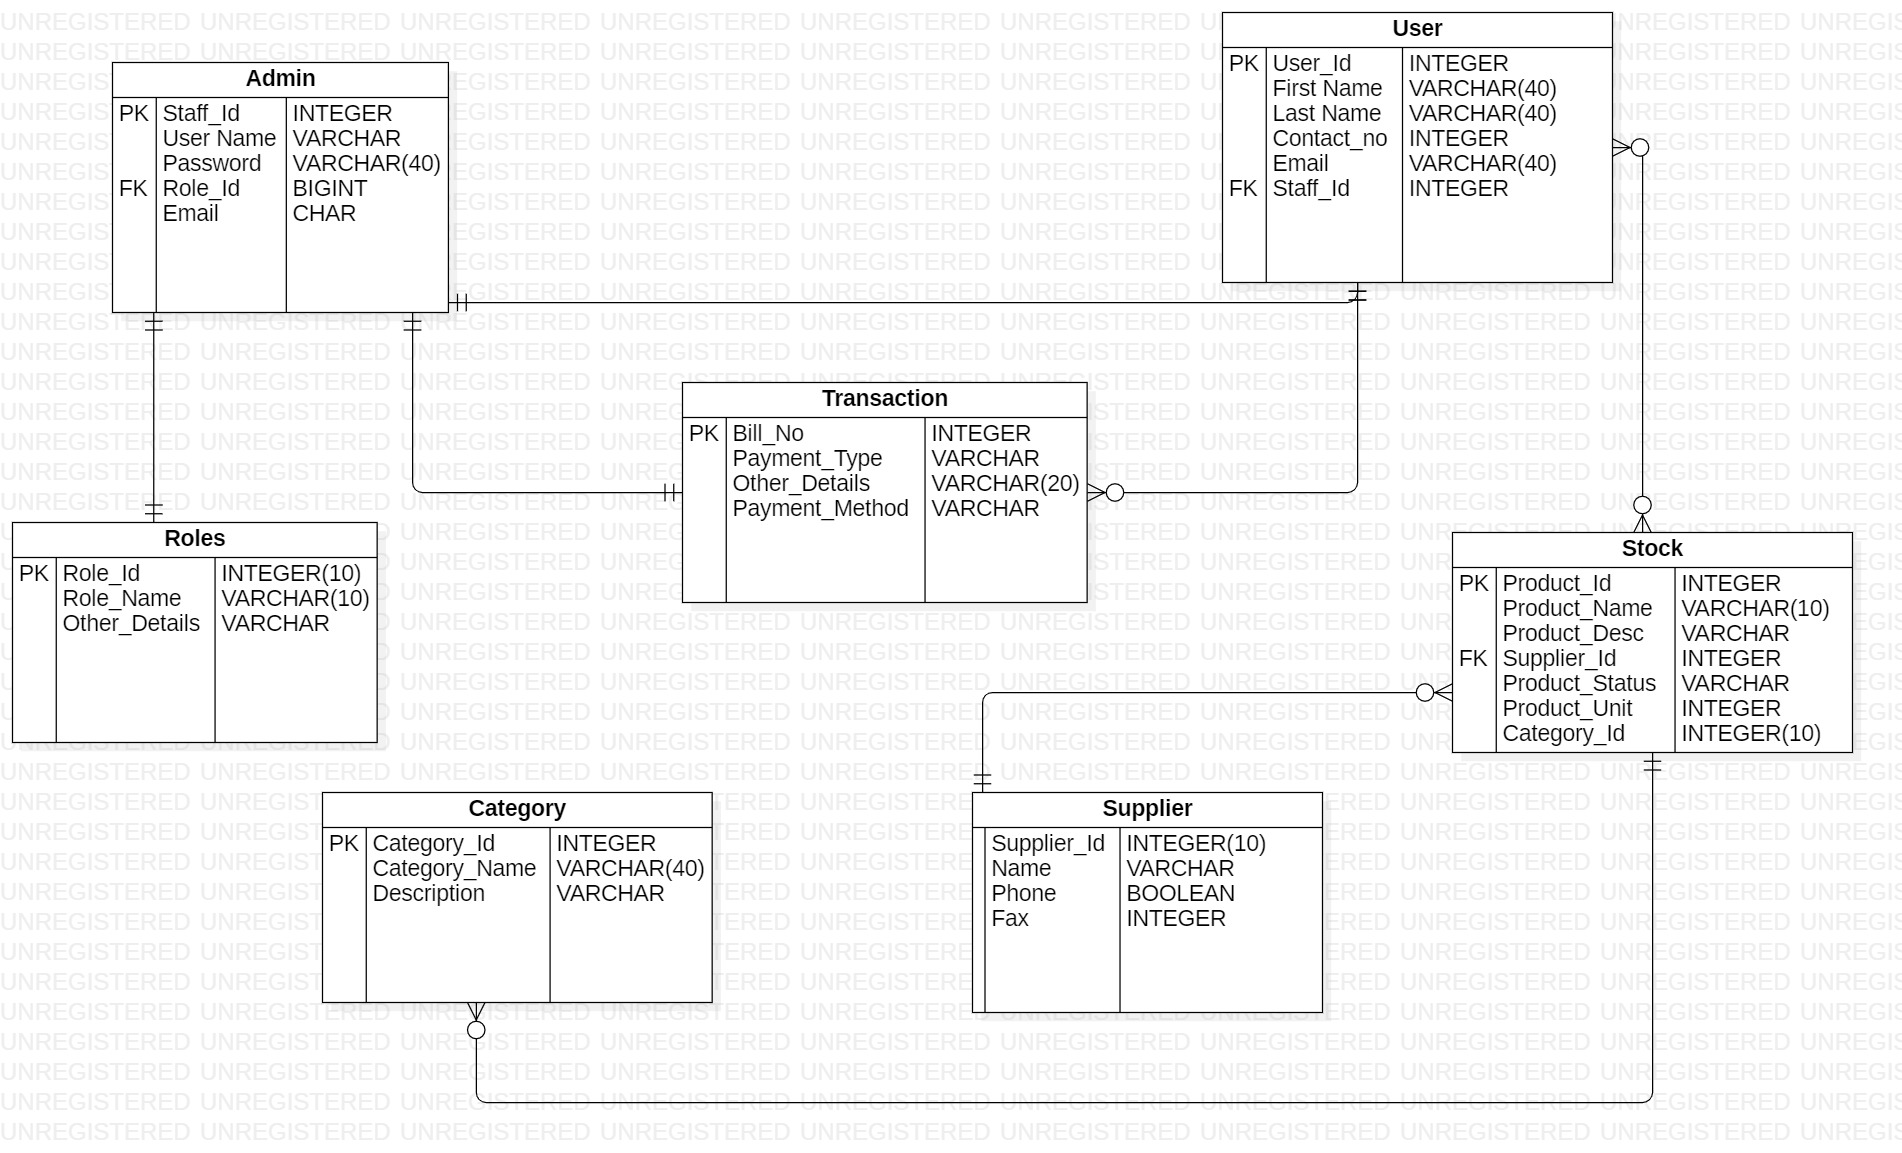 User
PK User_Id INTEGER
First Name VARCHAR(40)
Last Name VARCHAR(40)
Contact_no INTEGER
Email VARCHAR(40)
FK Staff_Id INTEGER
Admin
PK Staff_Id INTEGER
User Name VARCHAR
Password VARCHAR(40)
FK Role_Id BIGINT
Email CHAR
Transaction
PK Bill_No INTEGER
Payment_Type VARCHAR
Other_Details VARCHAR(20)
Payment_Method VARCHAR
Roles
PK Role_Id INTEGER(10)
Role_Name VARCHAR(10)
Other_Details VARCHAR
Stock
PK Product_Id INTEGER
Product_Name VARCHAR(10)
Product_Desc VARCHAR
FK Supplier_Id INTEGER
Product_Status VARCHAR
Product_Unit INTEGER
Category_Id INTEGER(10)
Category
PK Category_Id INTEGER
Category_Name VARCHAR(40)
Description VARCHAR
Supplier
Supplier_Id INTEGER(10)
Name VARCHAR
Phone BOOLEAN
Fax INTEGER
UNREGISTERED